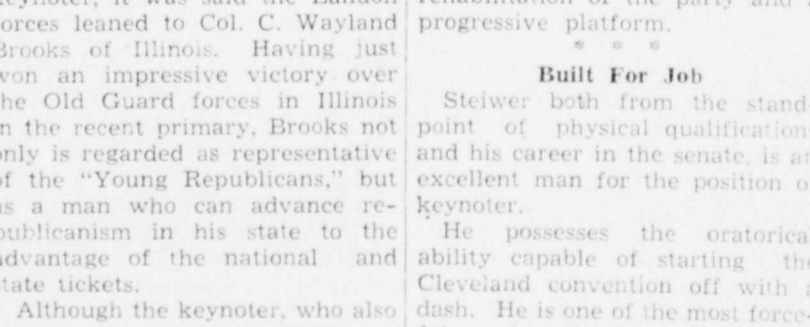 keynoter, it was said the Landon
forces leaned to Col. C. Wayland
Brooks of Illinois. Having just
won an impressive victory over
the Old Guard forces in Illinois
in the recent primary, Brooks not
only is regarded as representative
of the "Young Republicans," but
as a man who can advance re-
publicanism in his state to the
advantage of the national and
state tickets.
Although the keynoter, who also
rehabilitation of the party and a
progressive platform.
* * *
Built For Job
Steiwer both from the stand-
point of physical qualifications
and his career in the senate, is an
excellent man for the position of
keynoter.
He possesses the oratorical
ability capable of starting the
Cleveland convention off with a
dash. He is one of the most force-